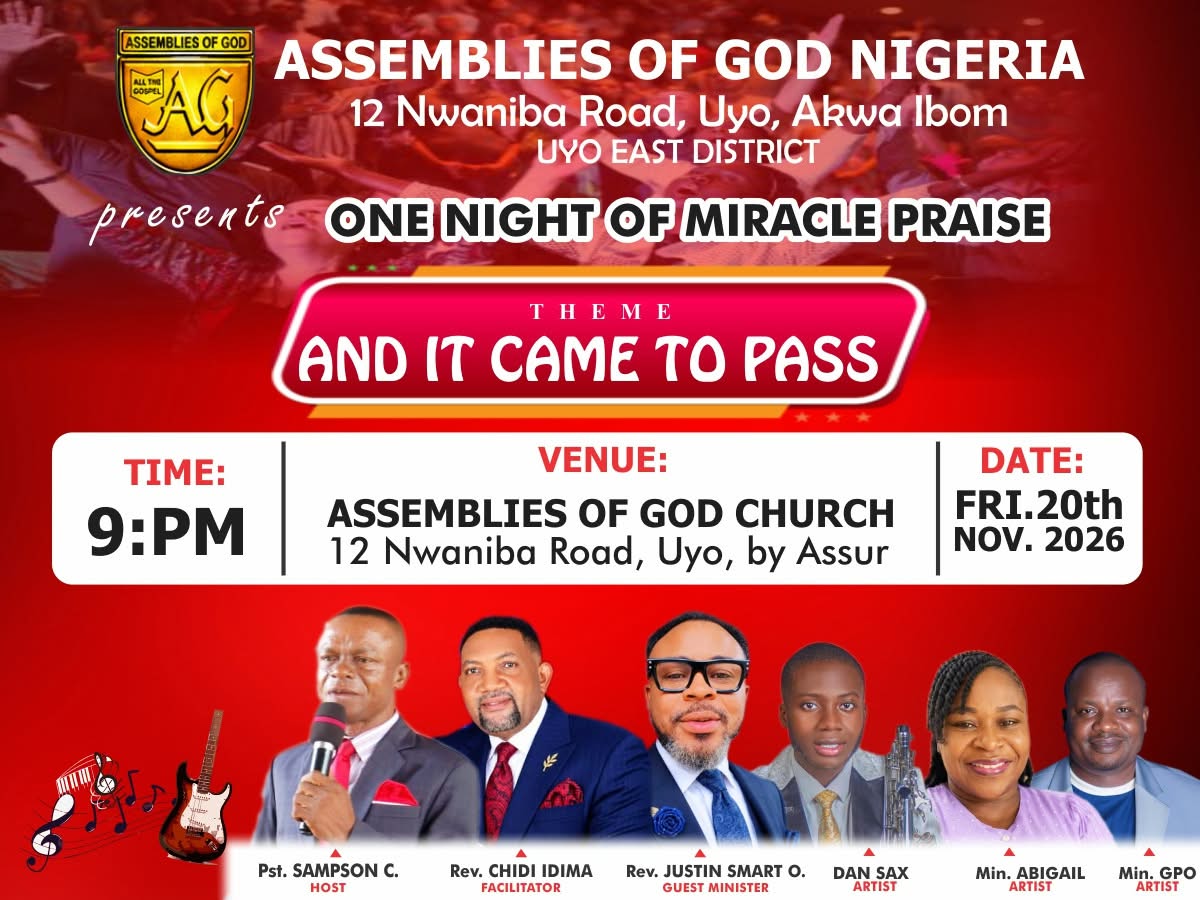 ASSEMBLIES OF GOD
ALL THE
GOSPEL
AG
ASSEMBLIES OF GOD NIGERIA
12 Nwaniba Road, Uyo, Akwa Ibom
UYO EAST DISTRICT
presents
ONE NIGHT OF MIRACLE PRAISE
THEME
AND IT CAME TO PASS
TIME:
9:PM
VENUE:
ASSEMBLIES OF GOD CHURCH
12 Nwaniba Road, Uyo, by Assur
DATE:
FRI.20th
NOV. 2026
Pst. SAMPSON C.
HOST
Rev. CHIDI IDIMA
FACILITATOR
Rev. JUSTIN SMART O.
GUEST MINISTER
DAN SAX
ARTIST
Min. ABIGAIL
ARTIST
Min. GPO
ARTIST